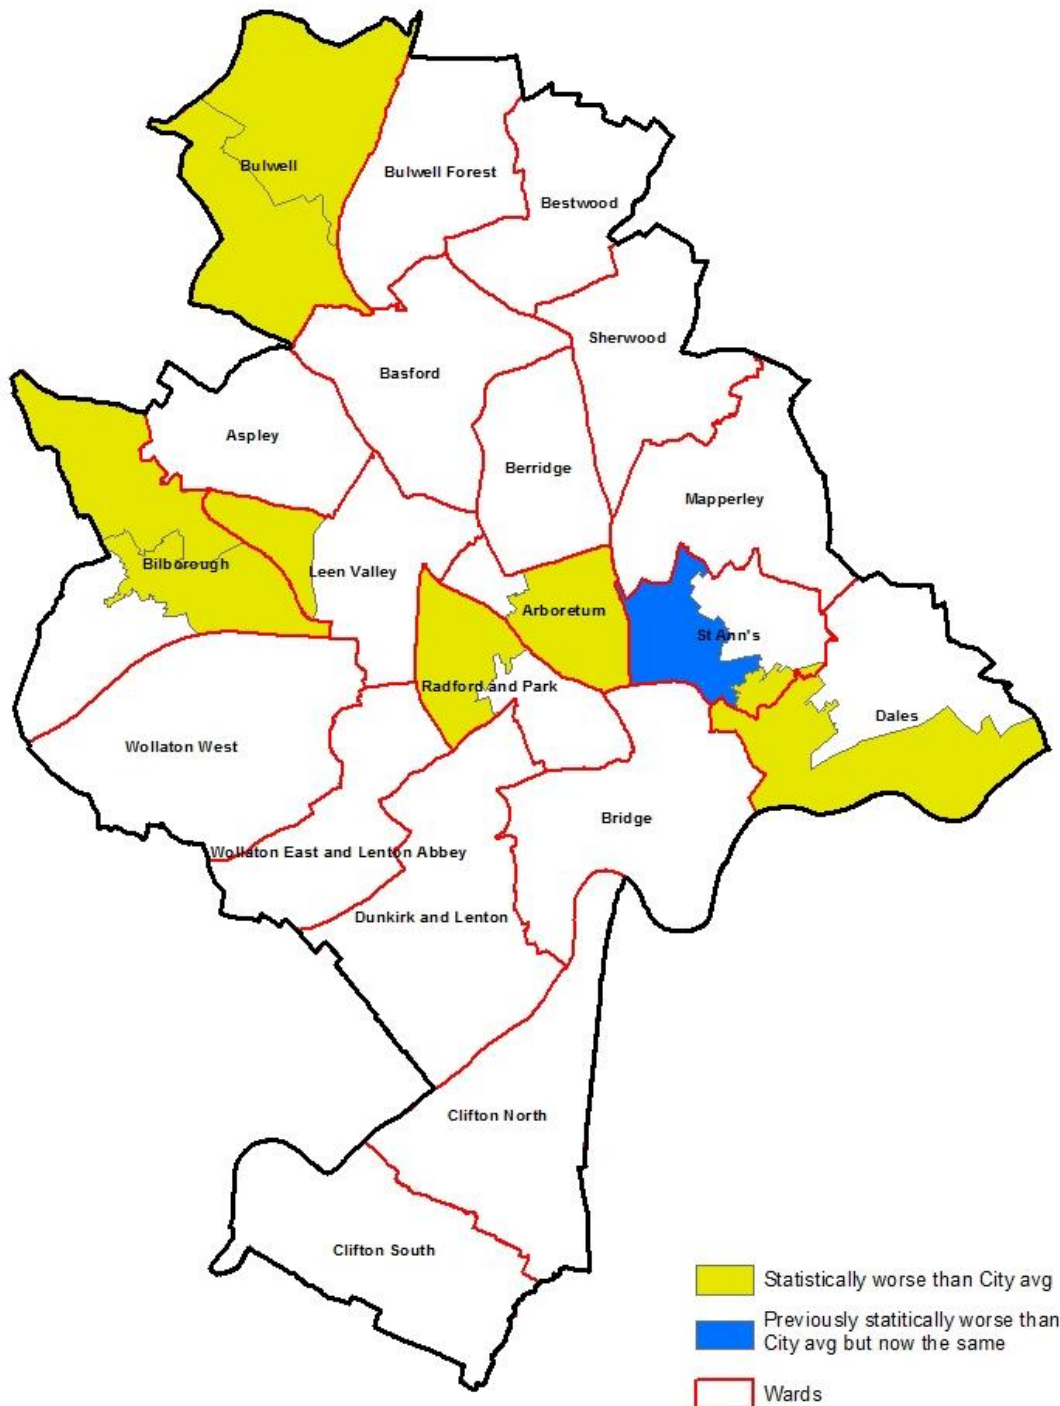 Bulwell
Bulwell Forest
Bestwood
Sherwood
Basford
Aspley
Berridge
Mapperley
Bilborough
Leen Valley
Arboretum
St Ann's
Radford and Park
Dales
Wollaton West
Bridge
Wollaton East and Lenton Abbey
Dunkirk and Lenton
Clifton North
Clifton South
Statistically worse than City avg
Previously statitically worse than
City avg but now the same
Wards